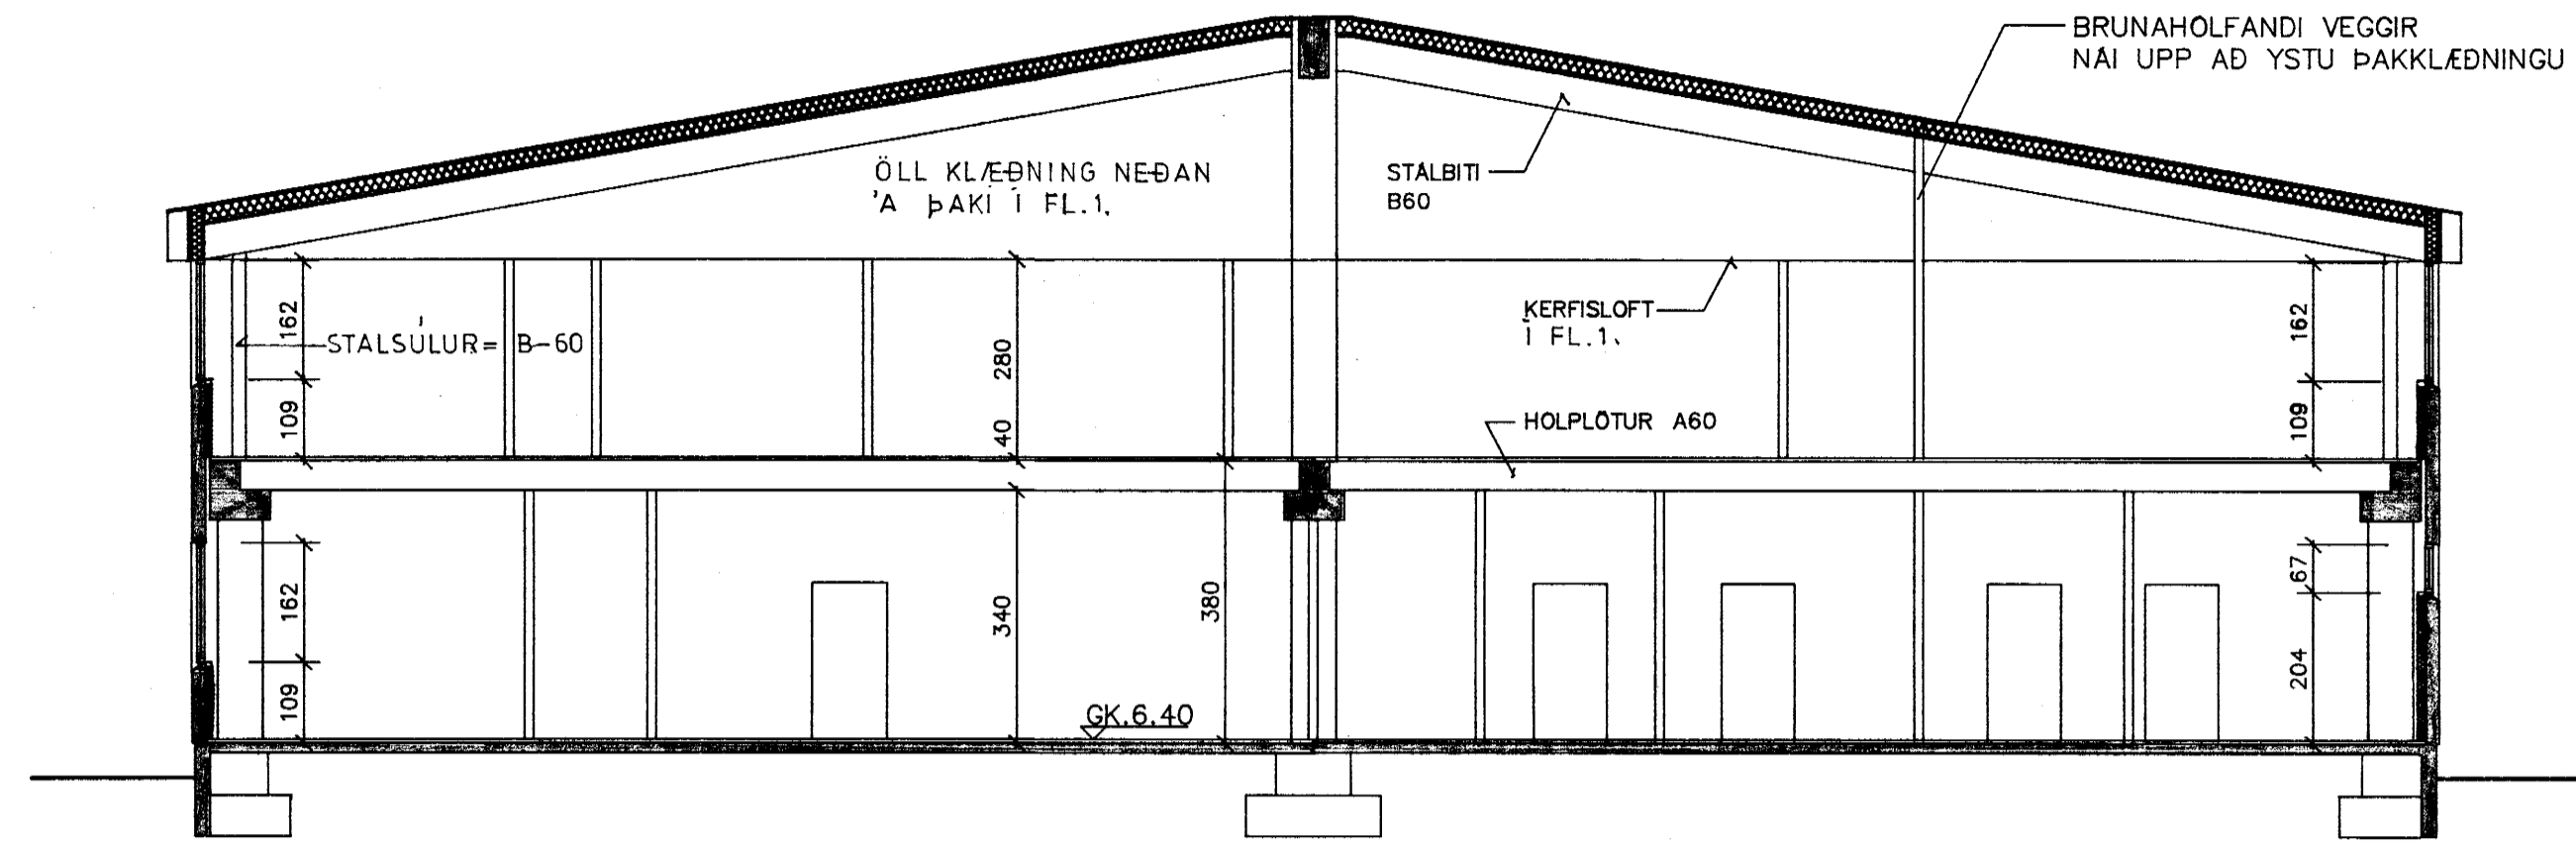 BRUNAHÓLFANDI VEGGIR
NÁI UPP AÐ YSTU ÞAKKLÆÐNINGU
ÖLL KLÆÐNING NEÐAN
Á ÞAKI Í FL.1.
STÁLBITI
B60
KERFISLOFT
Í FL.1.
STÁLSÚLUR= B-60
HOLPLÖTUR A60
162
109
280
40
162
109
162
109
340
380
GK.6.40
67
204